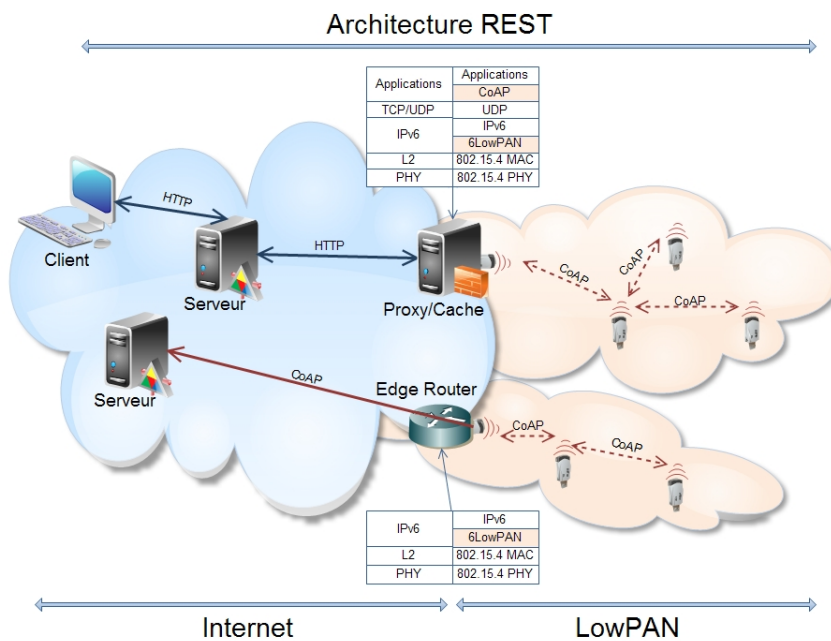 Architecture REST
Applications
Applications
CoAP
TCP/UDP
UDP
IPv6
IPv6
6LowPAN
L2
802.15.4 MAC
PHY
802.15.4 PHY
HTTP
Client
HTTP
Serveur
Proxy/Cache
CoAP
CoAP
CoAP
Serveur
CoAP
Edge Router
CoAP
CoAP
IPv6
IPv6
6LowPAN
L2
802.15.4 MAC
PHY
802.15.4 PHY
Internet
LowPAN